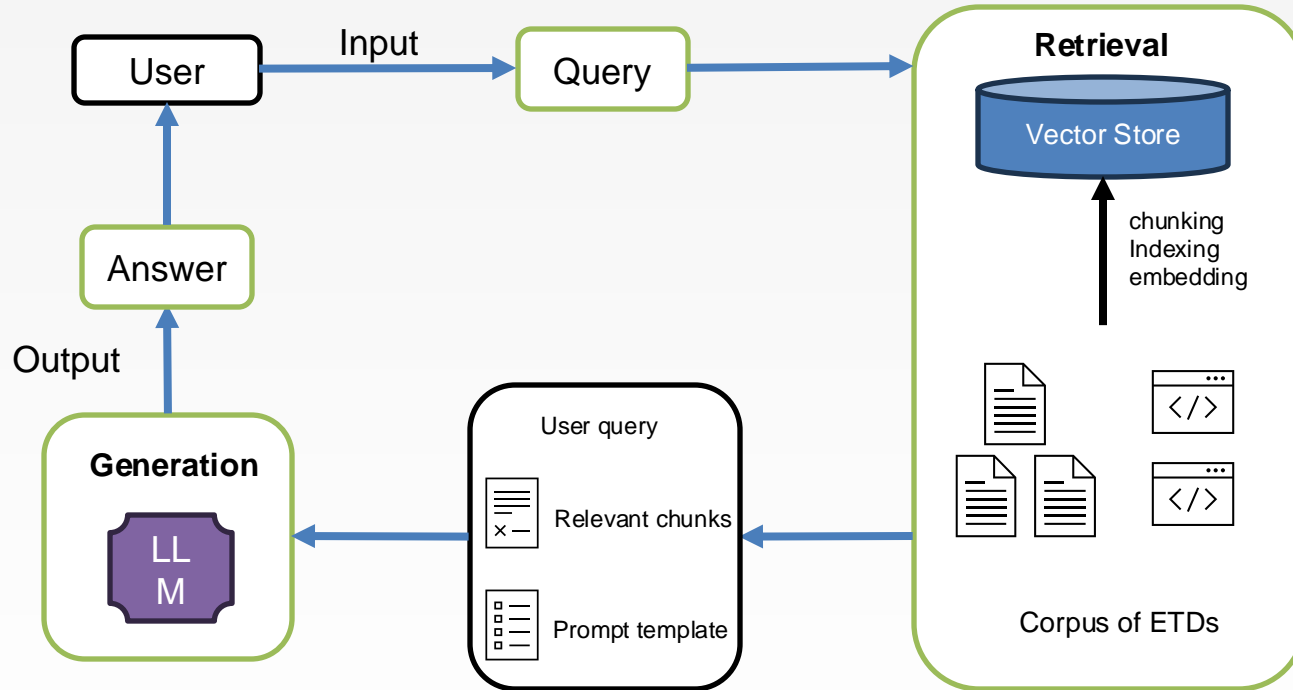 Input
User
Query
Retrieval
Vector Store
chunking
Indexing
embedding
Corpus of ETDs
User query
Relevant chunks
Prompt template
Generation
LL
M
Output
Answer